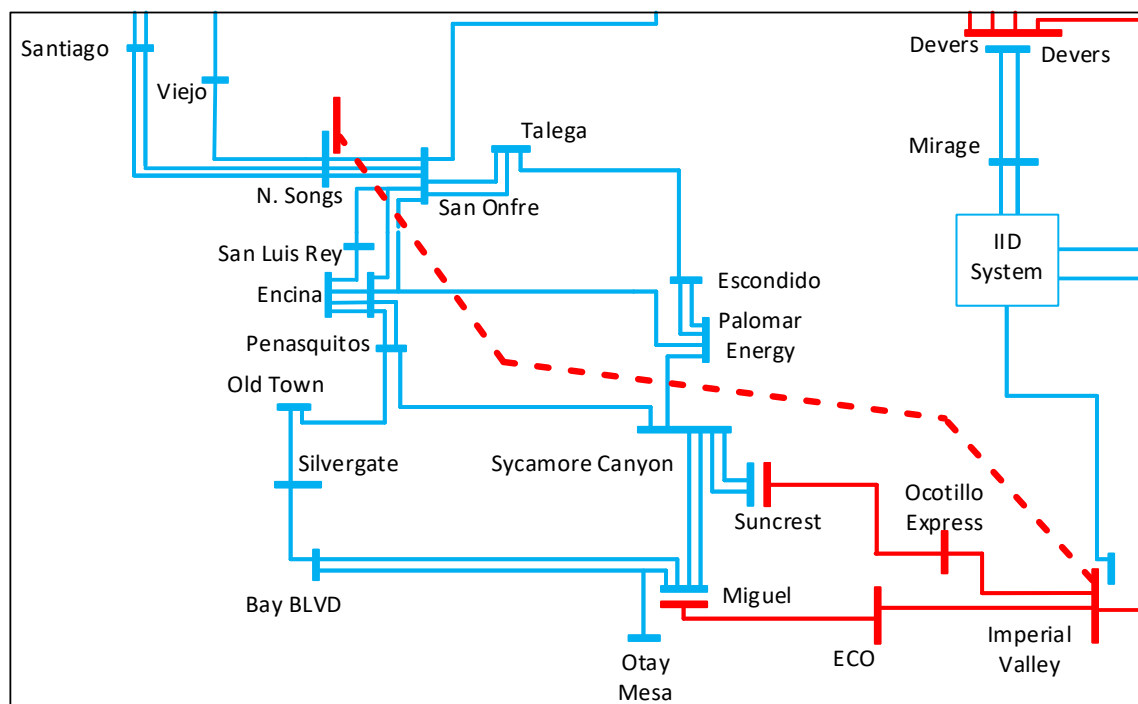 Santiago
Devers
Devers
Viejo
Talega
Mirage
N. Songs
San Onfre
San Luis Rey
IID
System
Encina
Escondido
Palomar
Energy
Penasquitos
Old Town
Silvergate
Sycamore Canyon
Ocotillo
Express
Suncrest
Bay BLVD
Miguel
Otay
Mesa
ECO
Imperial
Valley